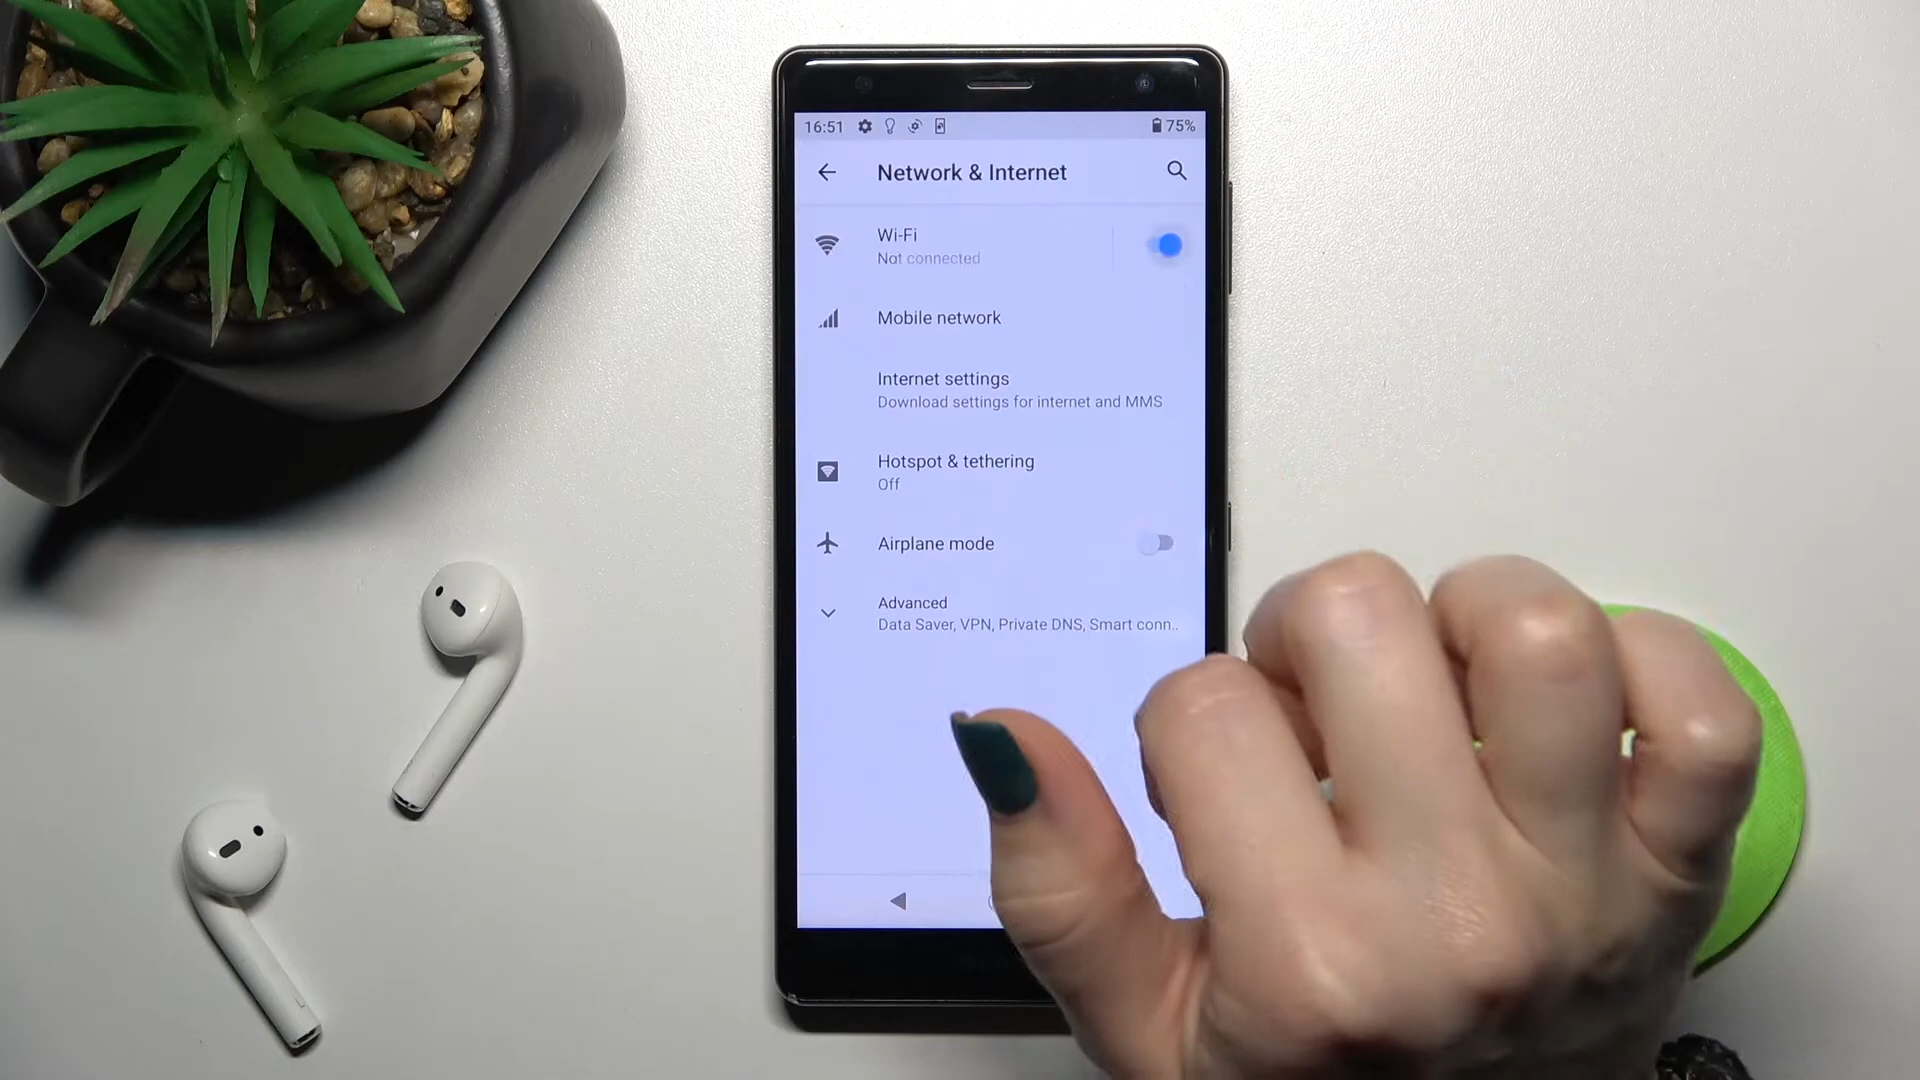 16:51 75%
Network & Internet
Wi-Fi
Not connected
Mobile network
Internet settings
Download settings for internet and MMS
Hotspot & tethering
Off
Airplane mode
Advanced
Data Saver, VPN, Private DNS, Smart conn..